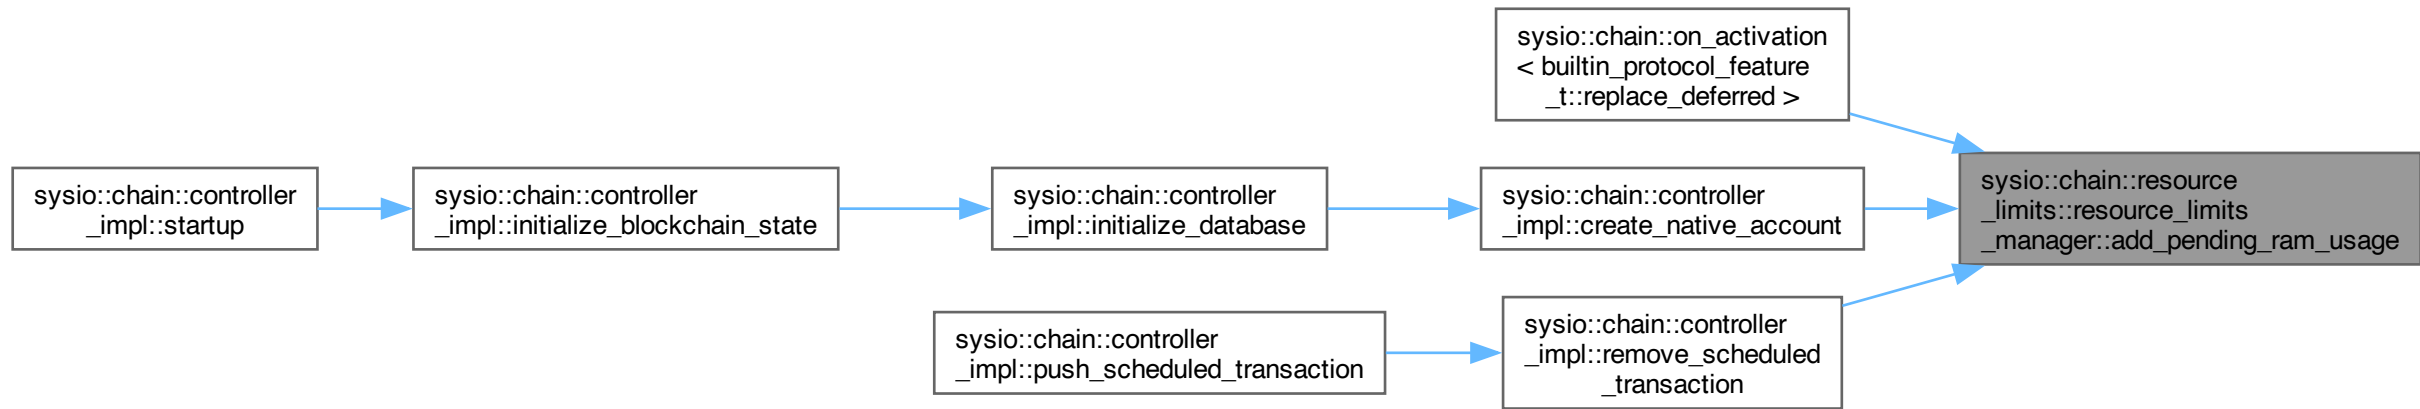 sysio::chain::on_activation
< builtin_protocol_feature
_t::replace_deferred >
sysio::chain::controller
_impl::startup
sysio::chain::controller
_impl::initialize_blockchain_state
sysio::chain::controller
_impl::initialize_database
sysio::chain::controller
_impl::create_native_account
sysio::chain::resource
_limits::resource_limits
_manager::add_pending_ram_usage
sysio::chain::controller
_impl::push_scheduled_transaction
sysio::chain::controller
_impl::remove_scheduled
_transaction